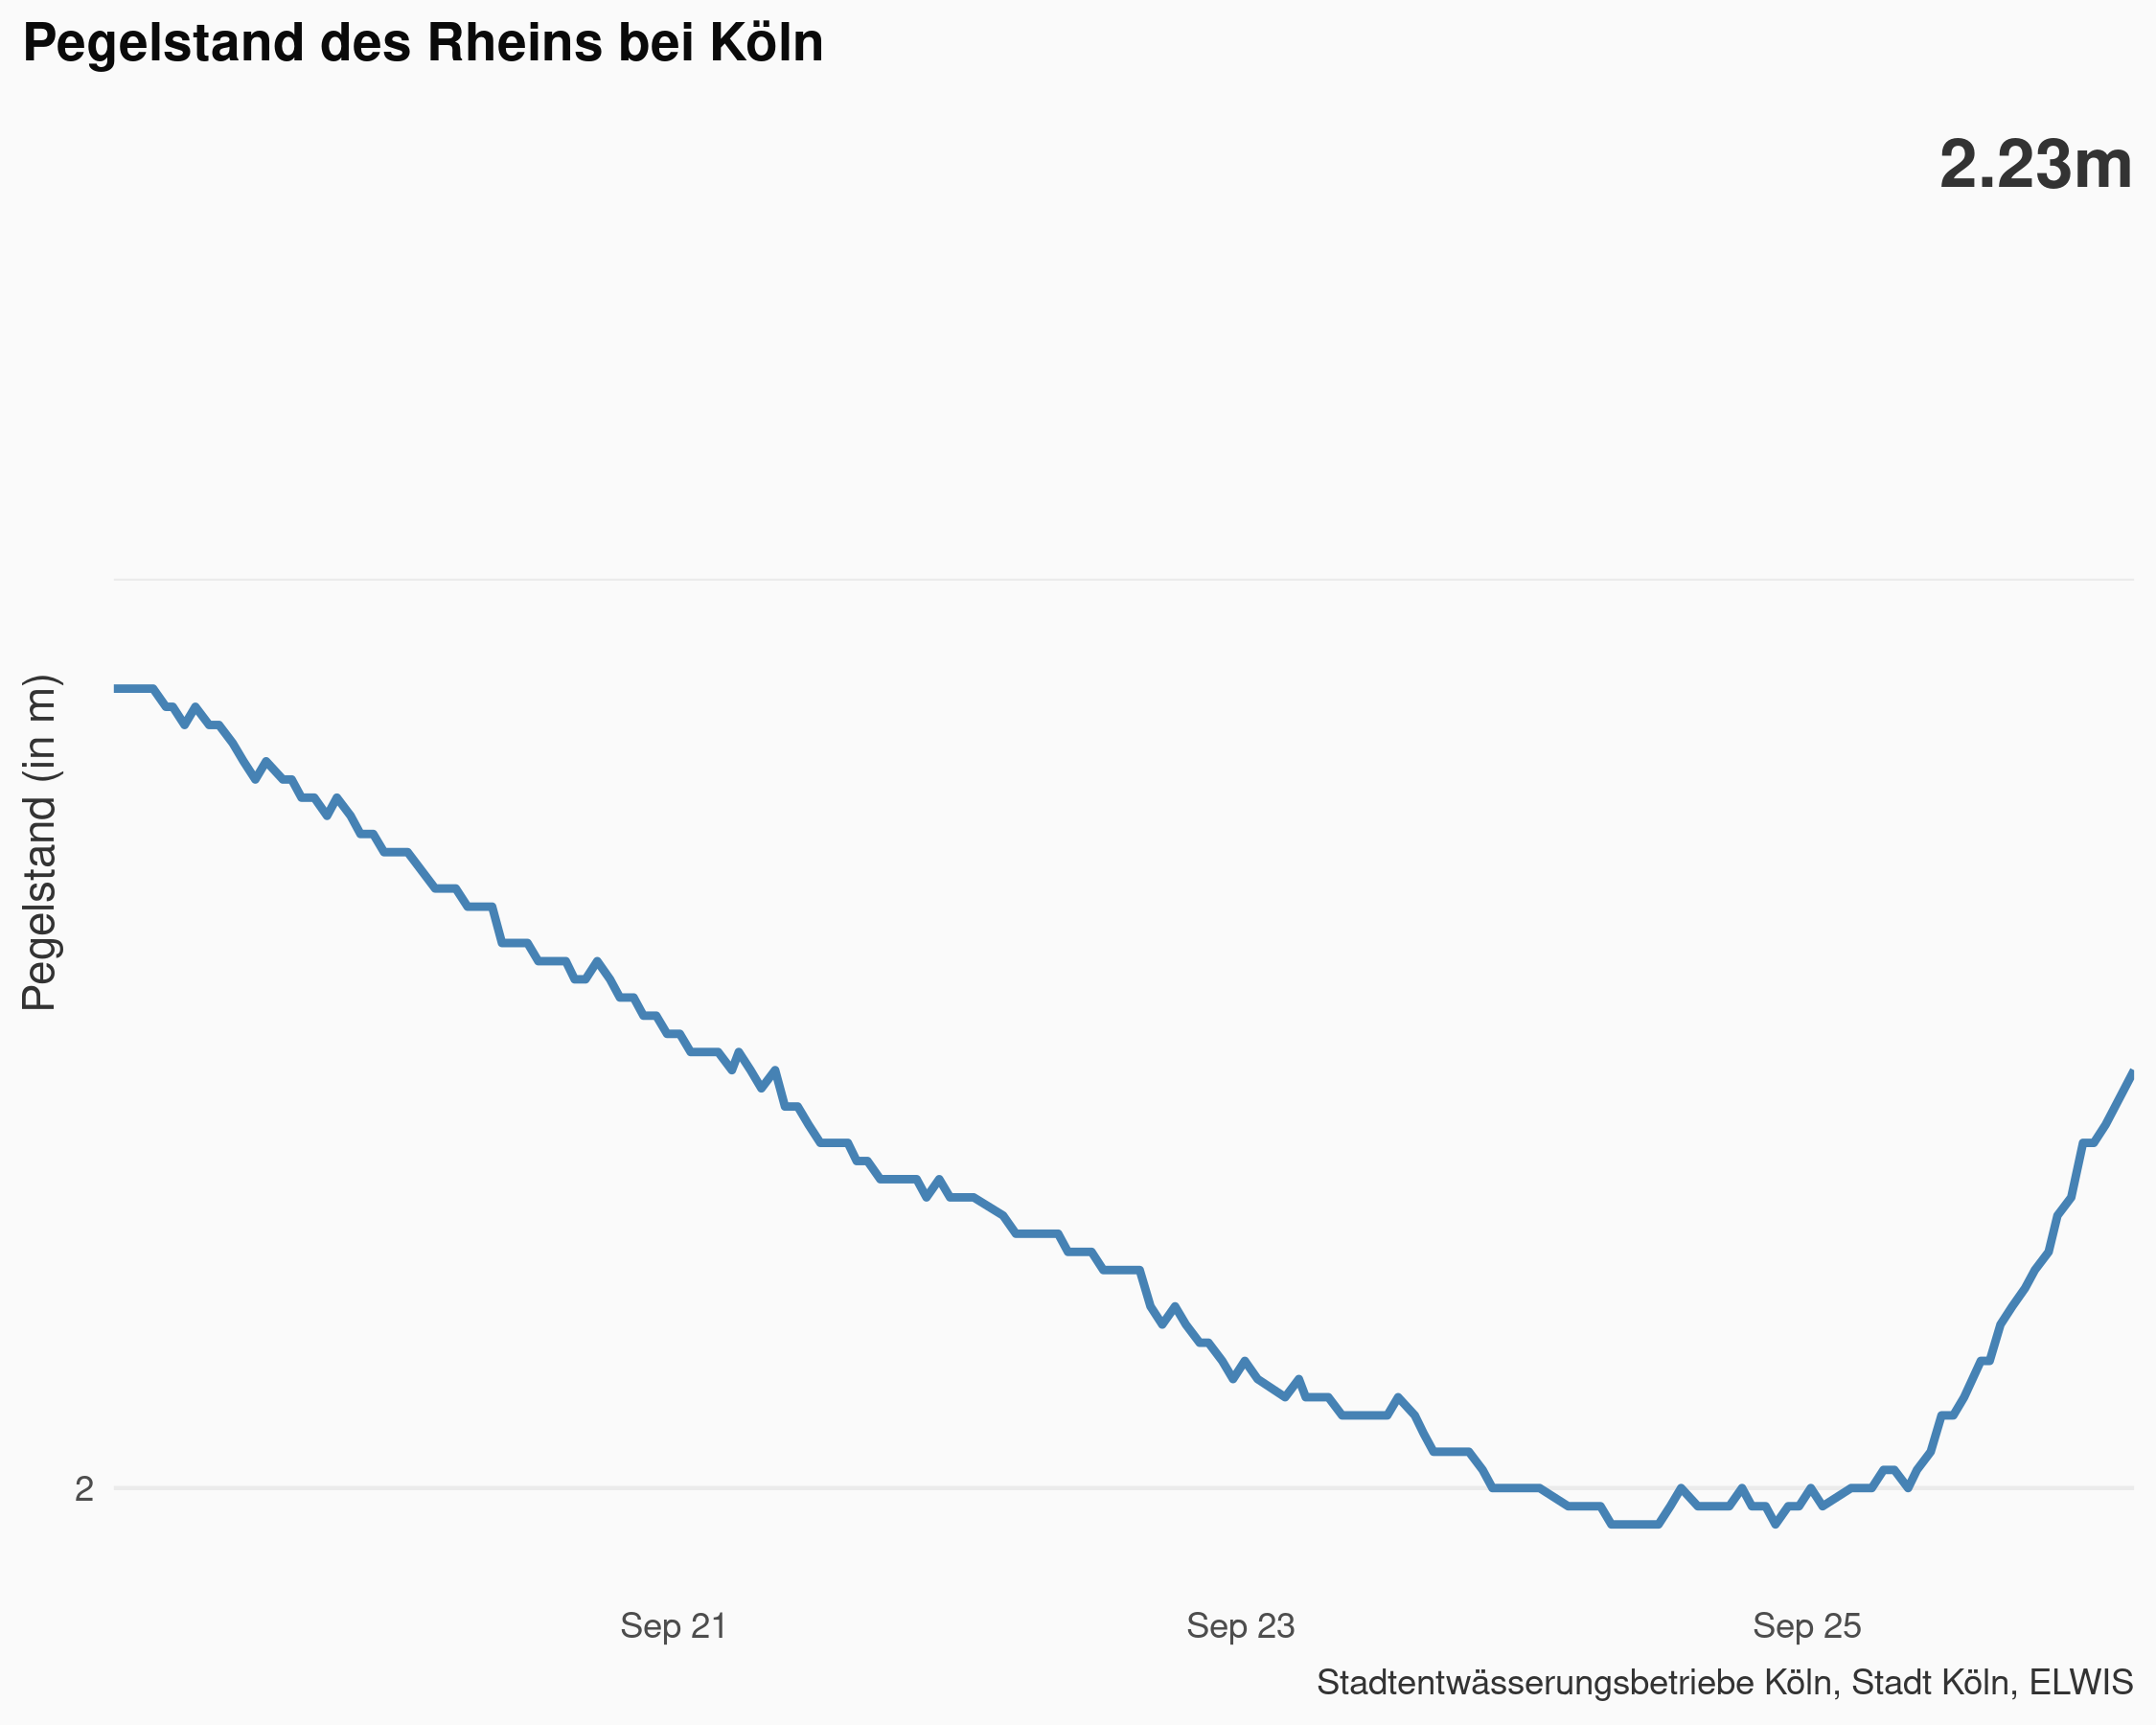 Pegelstand des Rheins bei Köln
2.23m
Pegelstand (in m)
2
Sep 21
Sep 23
Sep 25
Stadtentwässerungsbetriebe Köln, Stadt Köln, ELWIS